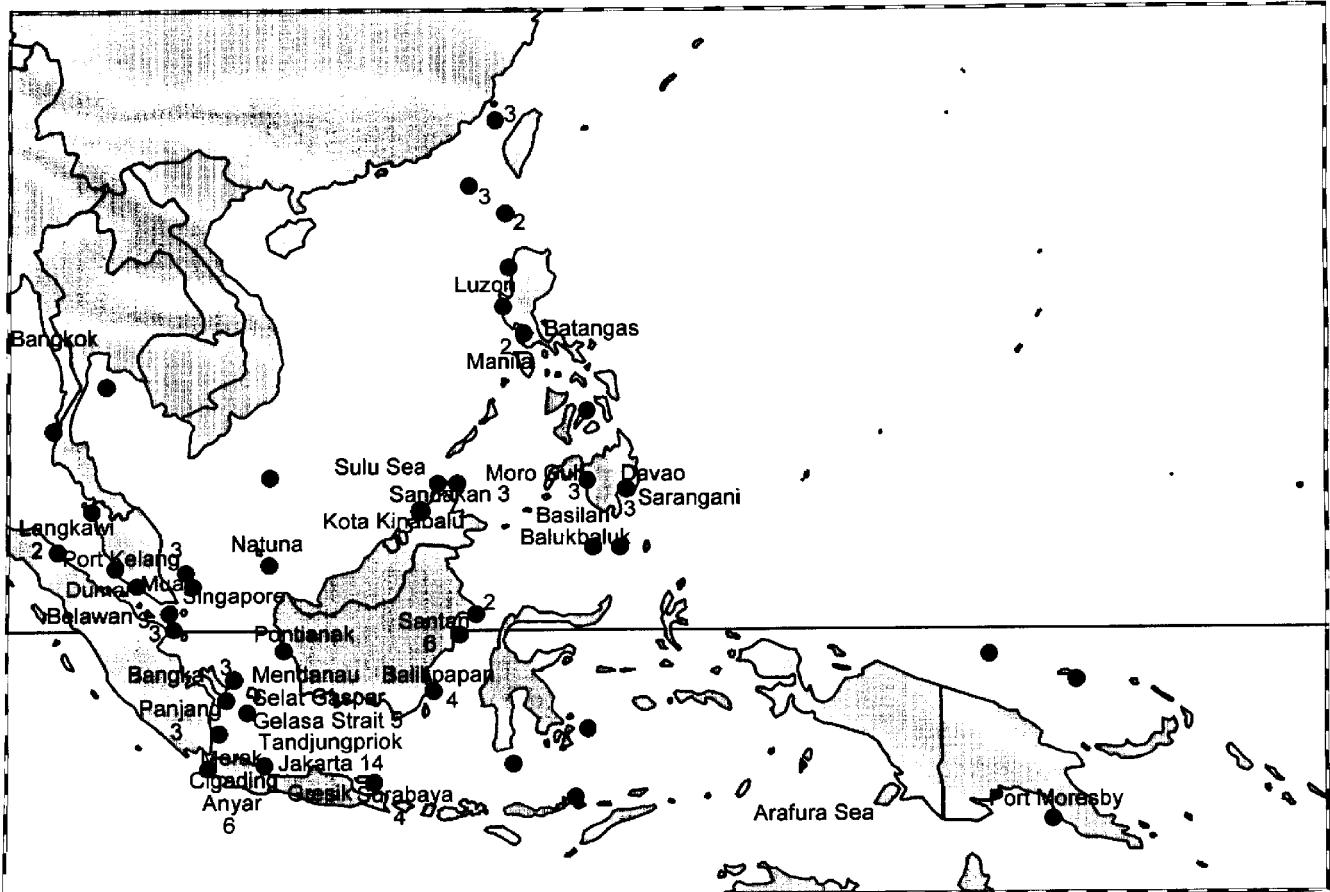 3
3
2
Luzon
Batangas
2
Manila
Bangkok
Sulu Sea
Moro Gulf
Davao
Sandakan 3
3
3
Sarangani
Kota Kinabalu
Basilan
Balukbaluk
Langkawi
2
Port Kelang
3
Natuna
Dumai
Muar
Singapore
Belawan
3
2
Santan
6
Pontianak
Bangka
3
Mendanau
Balikpapan
4
Selat Gaspar
Panjang
3
Gelasa Strait 5
Tandjungpriok
Merak
Jakarta 14
Cigading
Gresik
Surabaya
4
Anyar
6
Arafura Sea
Port Moresby